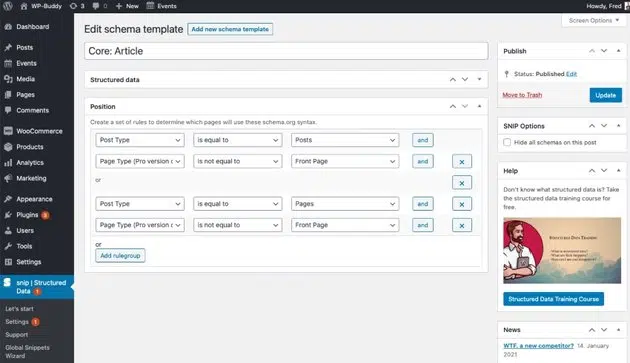 WP-Buddy
3
0
New
Events
Howdy, Fred
Screen Options
Dashboard
Posts
Events
Media
Pages
Comments
WooCommerce
Products
Analytics
Marketing
Appearance
Plugins
Users
Tools
Settings
snip | Structured
Data 1
Let's start
Settings 1
Support
Global Snippets
Wizard
Edit schema template
Add new schema template
Core: Article
Structured data
Position
Create a set of rules to determine which pages will use these schema.org syntax.
Post Type is equal to Posts and
Page Type (Pro version is not equal to Front Page and
or
Post Type is equal to Pages and
Page Type (Pro version is not equal to Front Page and
or
Add rulegroup
Publish
Status: Published Edit
Move to Trash
Update
SNIP Options
Hide all schemas on this post
Help
Don't know what structured data is? Take
the structured data training course for
free.
Structured Data Training
Structured Data Training Course
News
WTF, a new competitor? 14. January
2021